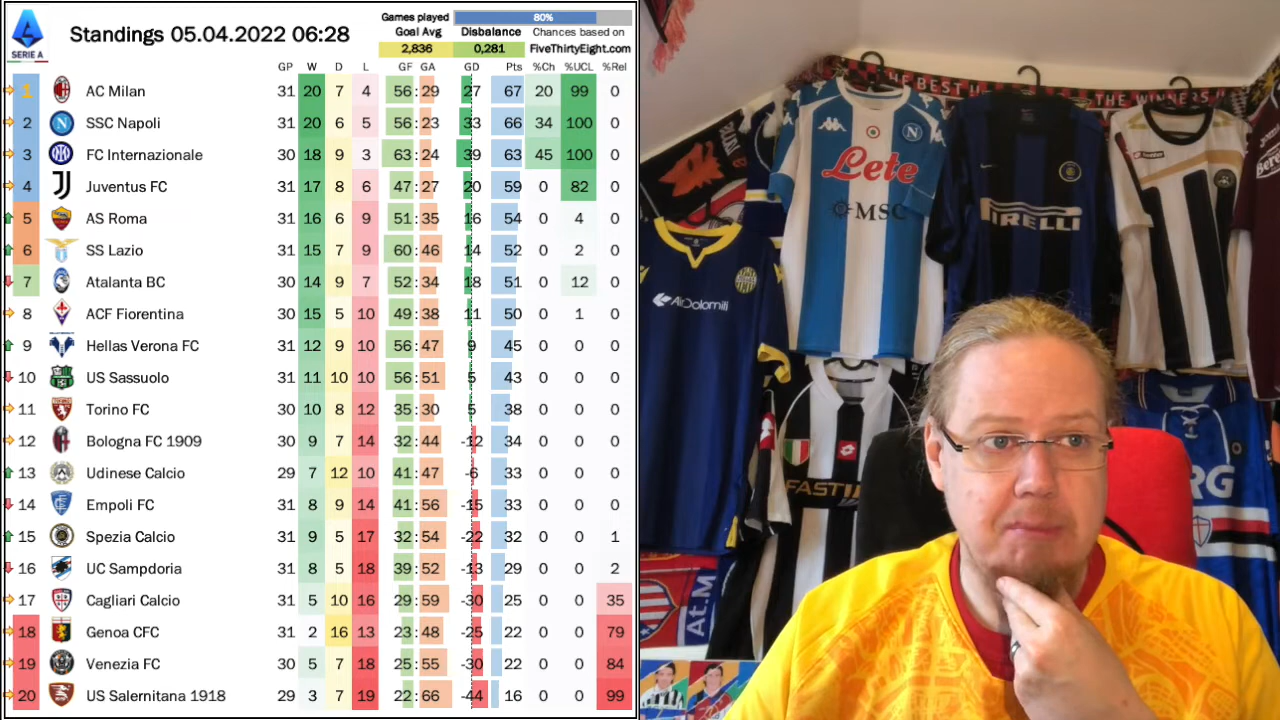 Standings 05.04.2022 06:28
SERIE A
Games played 80%
Goal Avg Disbalance Chances based on
2,836 0,281 FiveThirtyEight.com
GP W D L GF GA GD Pts %Ch %UCL %Rel
1 AC Milan 31 20 7 4 56:29 27 67 20 99 0
2 SSC Napoli 31 20 6 5 56:23 33 66 34 100 0
3 FC Internazionale 30 18 9 3 63:24 39 63 45 100 0
4 Juventus FC 31 17 8 6 47:27 20 59 0 82 0
5 AS Roma 31 16 6 9 51:35 16 54 0 4 0
6 SS Lazio 31 15 7 9 60:46 14 52 0 2 0
7 Atalanta BC 30 14 9 7 52:34 18 51 0 12 0
8 ACF Fiorentina 30 15 5 10 49:38 11 50 0 1 0
9 Hellas Verona FC 31 12 9 10 56:47 9 45 0 0 0
10 US Sassuolo 31 11 10 10 56:51 5 43 0 0 0
11 Torino FC 30 10 8 12 35:30 5 38 0 0 0
12 Bologna FC 1909 30 9 7 14 32:44 -12 34 0 0 0
13 Udinese Calcio 29 7 12 10 41:47 -6 33 0 0 0
14 Empoli FC 31 8 9 14 41:56 -15 33 0 0 0
15 Spezia Calcio 31 9 5 17 32:54 -22 32 0 0 1
16 UC Sampdoria 31 8 5 18 39:52 -13 29 0 0 2
17 Cagliari Calcio 31 5 10 16 29:59 -30 25 0 0 35
18 Genoa CFC 31 2 16 13 23:48 -25 22 0 0 79
19 Venezia FC 30 5 7 18 25:55 -30 22 0 0 84
20 US Salernitana 1918 29 3 7 19 22:66 -44 16 0 0 99
THE BEST
THE WINNERS
Kappa
N
Lete
MSC
PIRELLI
AirDolomiti
FASTW
RG
At.M